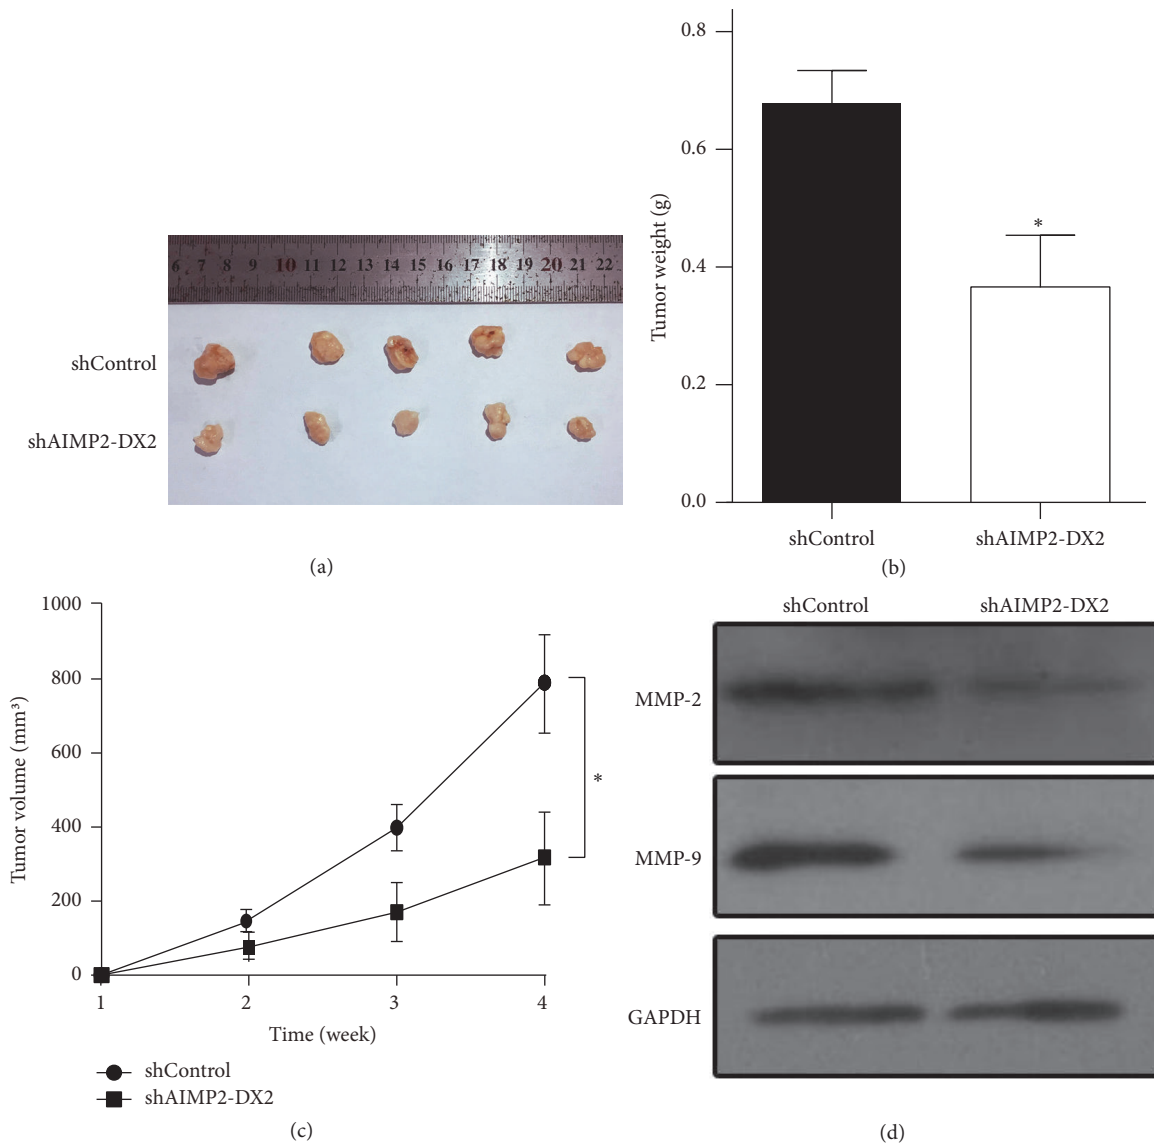 6 7 8 9 10 11 12 13 14 15 16 17 18 19 20 21 22
shControl
shAIMP2-DX2
(a)
0.8
0.6
0.4
0.2
0.0
Tumor weight (g)
*
shControl
shAIMP2-DX2
(b)
1000
800
600
400
200
0
Tumor volume (mm³)
*
1 2 3 4
Time (week)
shControl
shAIMP2-DX2
(c)
shControl shAIMP2-DX2
MMP-2
MMP-9
GAPDH
(d)